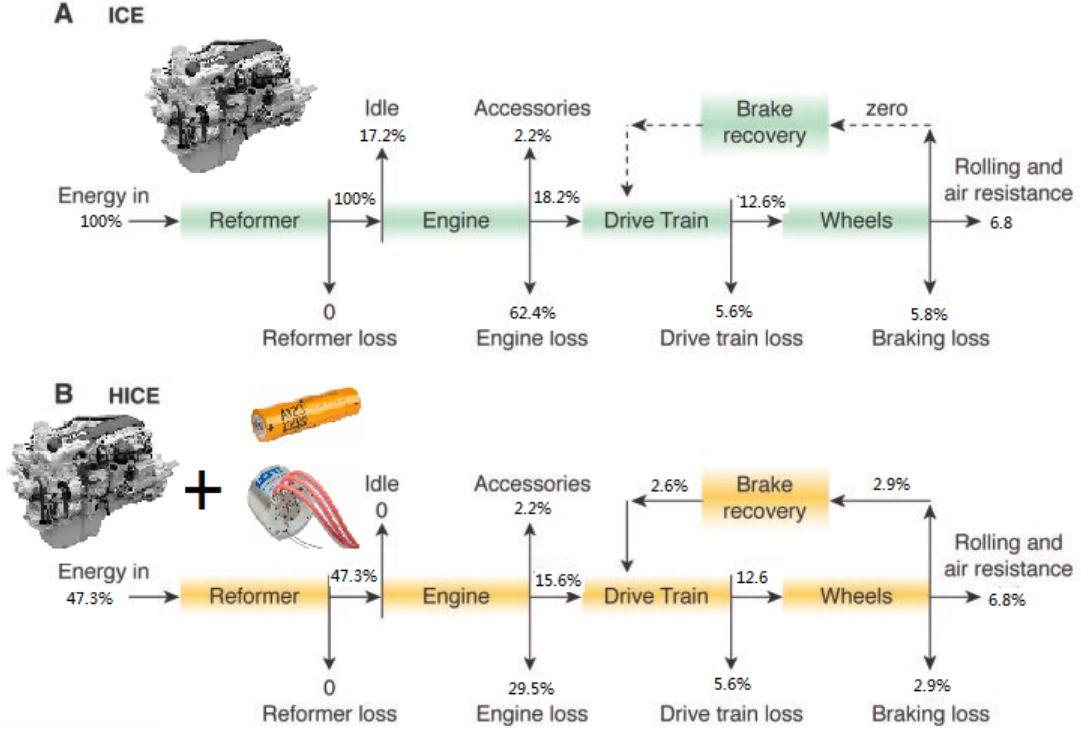 A ICE
Idle
17.2%
Accessories
2.2%
Brake
recovery
zero
Rolling and
air resistance
6.8
Energy in
100%
Reformer
100%
Engine
18.2%
Drive Train
12.6%
Wheels
0
Reformer loss
62.4%
Engine loss
5.6%
Drive train loss
5.8%
Braking loss
B HICE
+
Idle
0
Accessories
2.2%
2.6%
Brake
recovery
2.9%
Rolling and
air resistance
6.8%
Energy in
47.3%
Reformer
47.3%
Engine
15.6%
Drive Train
12.6
Wheels
0
Reformer loss
29.5%
Engine loss
5.6%
Drive train loss
2.9%
Braking loss